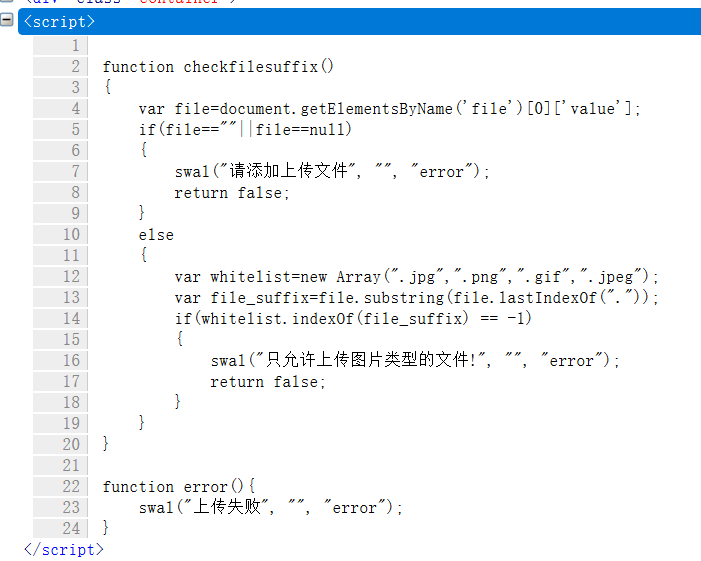 <div class="container">
<script>
1
2 function checkfilesuffix()
3 {
4     var file=document.getElementsByName('file')[0]['value'];
5     if(file==""||file==null)
6     {
7         swal("请添加上传文件", "", "error");
8         return false;
9     }
10     else
11     {
12         var whitelist=new Array(".jpg",".png",".gif",".jpeg");
13         var file_suffix=file.substring(file.lastIndexOf("."));
14         if(whitelist.indexOf(file_suffix) == -1)
15         {
16             swal("只允许上传图片类型的文件!", "", "error");
17             return false;
18         }
19     }
20 }
21
22 function error(){
23     swal("上传失败", "", "error");
24 }
</script>